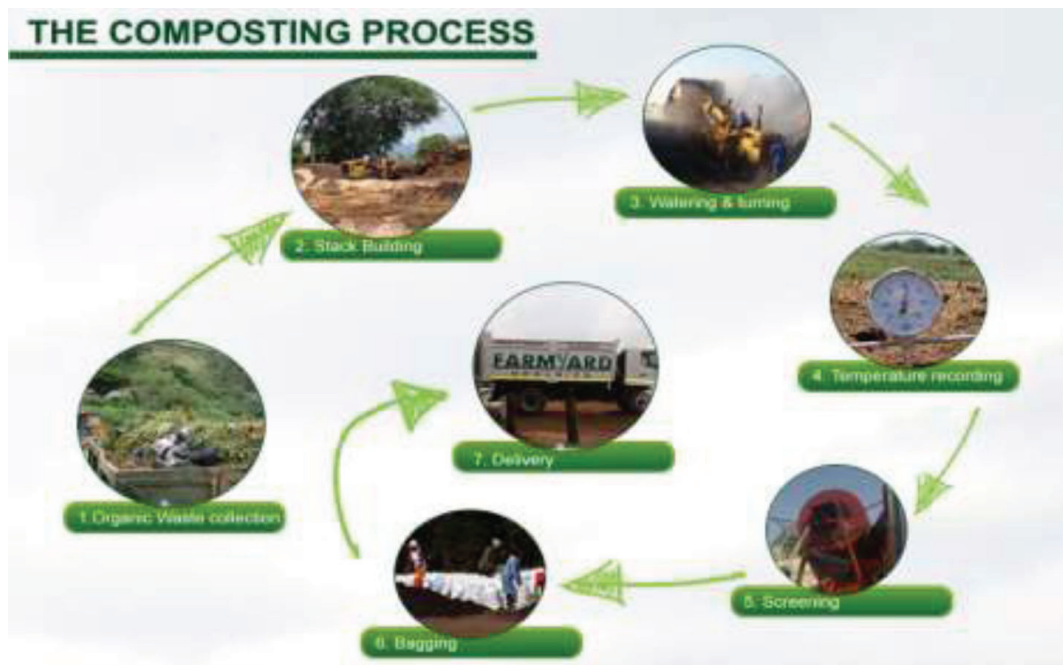 THE COMPOSTING PROCESS
1.Organic Waste collection
2. Stack Building
3. Watering & turning
4. Temperature recording
5. Screening
6. Bagging
7. Delivery
FARMYARD